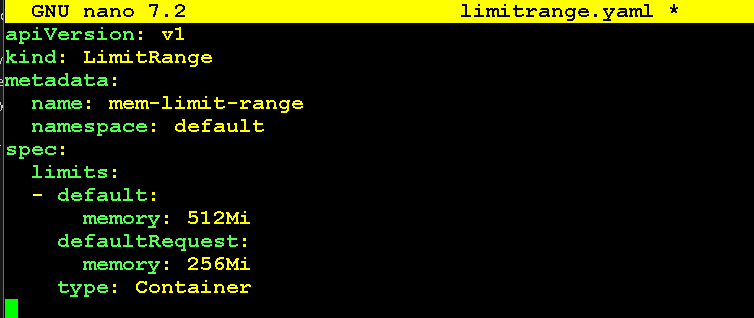 GNU nano 7.2 limitrange.yaml *
apiVersion: v1
kind: LimitRange
metadata:
  name: mem-limit-range
  namespace: default
spec:
  limits:
  - default:
      memory: 512Mi
    defaultRequest:
      memory: 256Mi
    type: Container